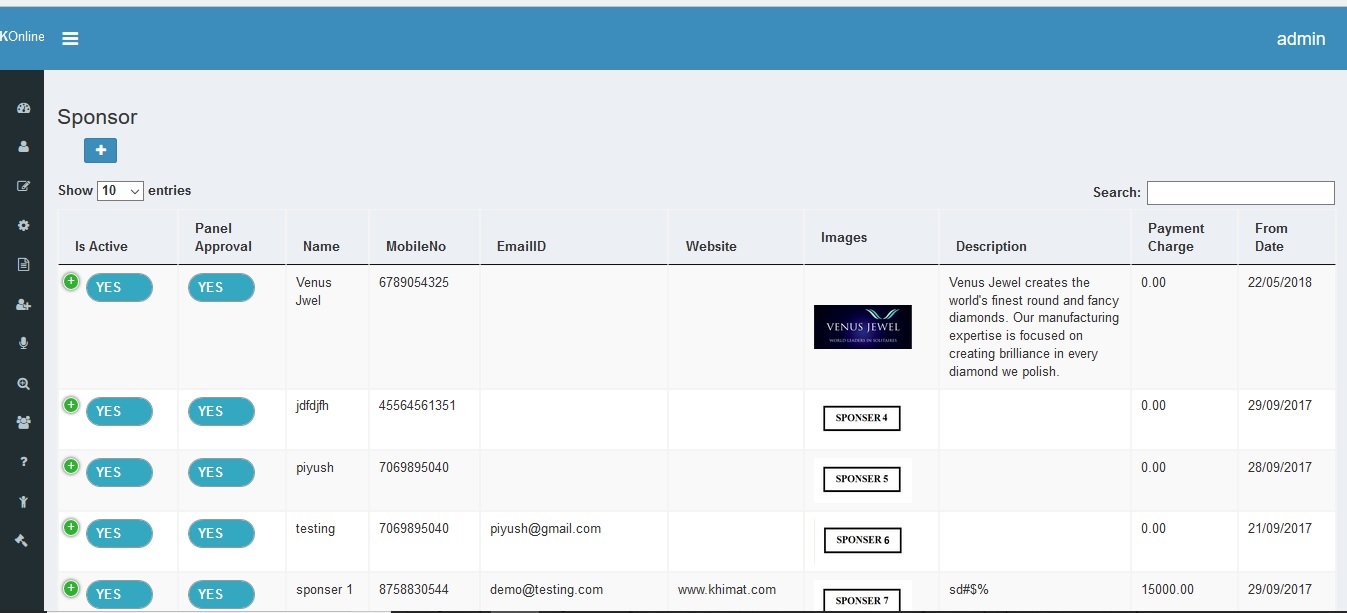 KOnline
admin
Sponsor
Show 10 entries
Search:
Is Active Panel Approval Name MobileNo EmailID Website Images Description Payment Charge From Date
YES YES Venus Jwel 6789054325 0.00 22/05/2018
VENUS JEWEL
WORLD LEADERS IN SOLITAIRES
Venus Jewel creates the
world's finest round and fancy
diamonds. Our manufacturing
expertise is focused on
creating brilliance in every
diamond we polish.
YES YES jdfdjfh 45564561351 SPONSER 4 0.00 29/09/2017
YES YES piyush 7069895040 SPONSER 5 0.00 28/09/2017
YES YES testing 7069895040 piyush@gmail.com SPONSER 6 0.00 21/09/2017
YES YES sponser 1 8758830544 demo@testing.com www.khimat.com SPONSER 7 sd#$% 15000.00 29/09/2017